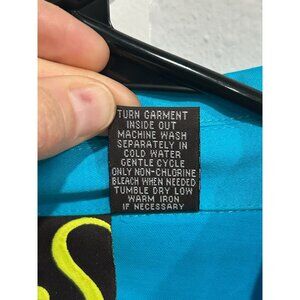 TURN GARMENT
INSIDE OUT
MACHINE WASH
SEPARATELY IN
COLD WATER
GENTLE CYCLE
ONLY NON-CHLORINE
BLEACH WHEN NEEDED
TUMBLE DRY LOW
WARM IRON
IF NECESSARY